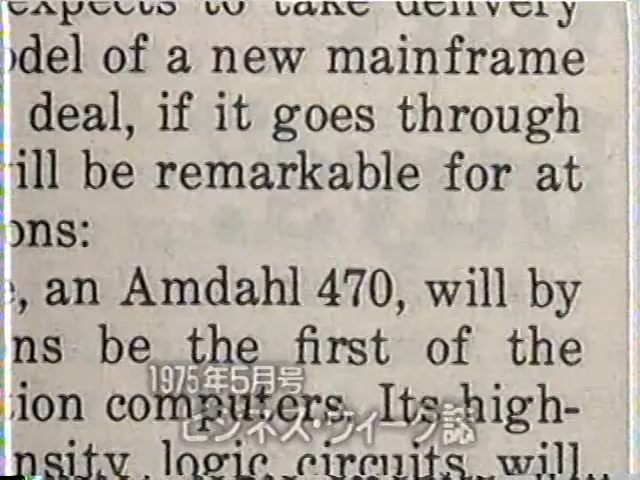 expects to take delivery
odel of a new mainframe
deal, if it goes through
ill be remarkable for at
ons:
, an Amdahl 470, will by
ns be the first of the
ion computers. Its high-
nsity logic circuits will
1975年5月号
ビジネス・ウィーク誌